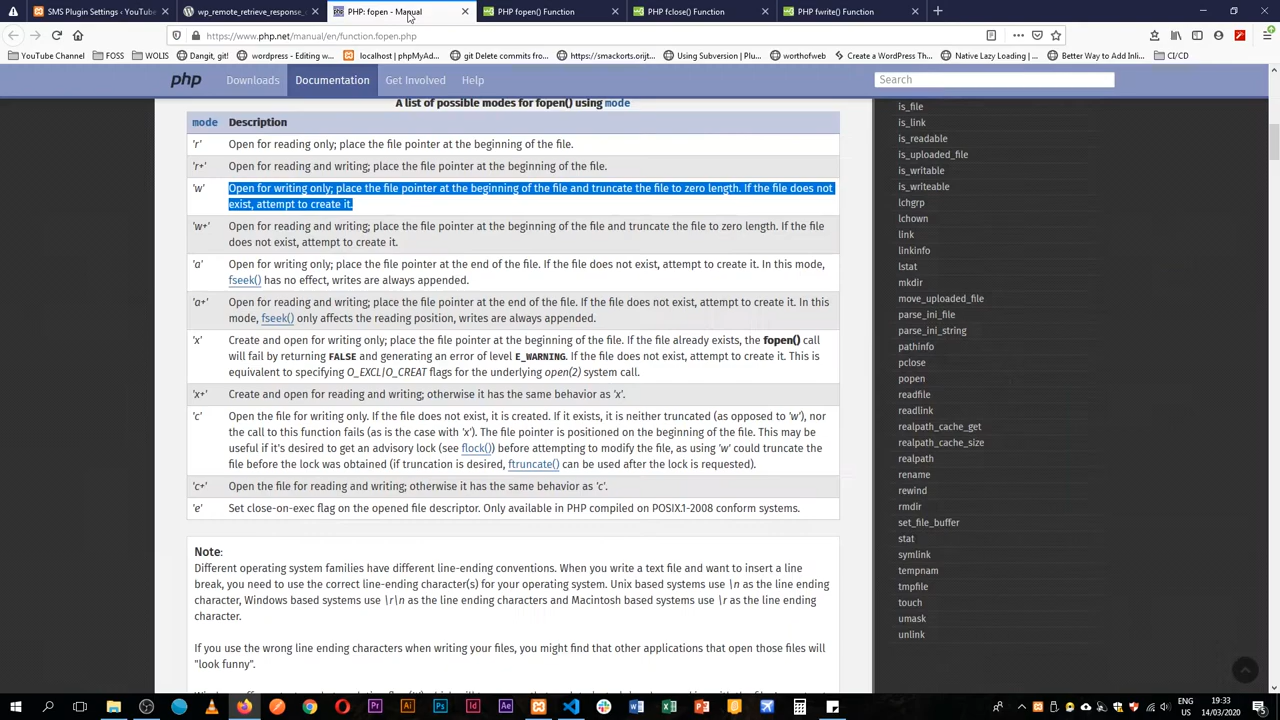 SMS Plugin Settings ‹ YouTube
wp_remote_retrieve_response_
PHP: fopen - Manual
PHP fopen() Function
PHP fclose() Function
PHP fwrite() Function
https://www.php.net/manual/en/function.fopen.php
YouTube Channel
FOSS
WOLIS
Dangit, git!
wordpress - Editing w...
localhost | phpMyAd...
git Delete commits fro...
https://smackorts.orijt...
Using Subversion | Plu...
worthofweb
Create a WordPress Th...
Native Lazy Loading |...
Better Way to Add Inli...
CI/CD
php
Downloads
Documentation
Get Involved
Help
Search
A list of possible modes for fopen() using mode
mode Description
'r' Open for reading only; place the file pointer at the beginning of the file.
'r+' Open for reading and writing; place the file pointer at the beginning of the file.
'w' Open for writing only; place the file pointer at the beginning of the file and truncate the file to zero length. If the file does not
exist, attempt to create it.
'w+' Open for reading and writing; place the file pointer at the beginning of the file and truncate the file to zero length. If the file
does not exist, attempt to create it.
'a' Open for writing only; place the file pointer at the end of the file. If the file does not exist, attempt to create it. In this mode,
fseek() has no effect, writes are always appended.
'a+' Open for reading and writing; place the file pointer at the end of the file. If the file does not exist, attempt to create it. In this
mode, fseek() only affects the reading position, writes are always appended.
'x' Create and open for writing only; place the file pointer at the beginning of the file. If the file already exists, the fopen() call
will fail by returning FALSE and generating an error of level E_WARNING. If the file does not exist, attempt to create it. This is
equivalent to specifying O_EXCL|O_CREAT flags for the underlying open(2) system call.
'x+' Create and open for reading and writing; otherwise it has the same behavior as 'x'.
'c' Open the file for writing only. If the file does not exist, it is created. If it exists, it is neither truncated (as opposed to 'w'), nor
the call to this function fails (as is the case with 'x'). The file pointer is positioned on the beginning of the file. This may be
useful if it's desired to get an advisory lock (see flock()) before attempting to modify the file, as using 'w' could truncate the
file before the lock was obtained (if truncation is desired, ftruncate() can be used after the lock is requested).
'c+' Open the file for reading and writing; otherwise it has the same behavior as 'c'.
'e' Set close-on-exec flag on the opened file descriptor. Only available in PHP compiled on POSIX.1-2008 conform systems.
Note:
Different operating system families have different line-ending conventions. When you write a text file and want to insert a line
break, you need to use the correct line-ending character(s) for your operating system. Unix based systems use \n as the line ending
character, Windows based systems use \r\n as the line ending characters and Macintosh based systems use \r as the line ending
character.
If you use the wrong line ending characters when writing your files, you might find that other applications that open those files will
"look funny".
is_file
is_link
is_readable
is_uploaded_file
is_writable
is_writeable
lchgrp
lchown
link
linkinfo
lstat
mkdir
move_uploaded_file
parse_ini_file
parse_ini_string
pathinfo
pclose
popen
readfile
readlink
realpath_cache_get
realpath_cache_size
realpath
rename
rewind
rmdir
set_file_buffer
stat
symlink
tempnam
tmpfile
touch
umask
unlink
ENG
US
19:33
14/03/2020